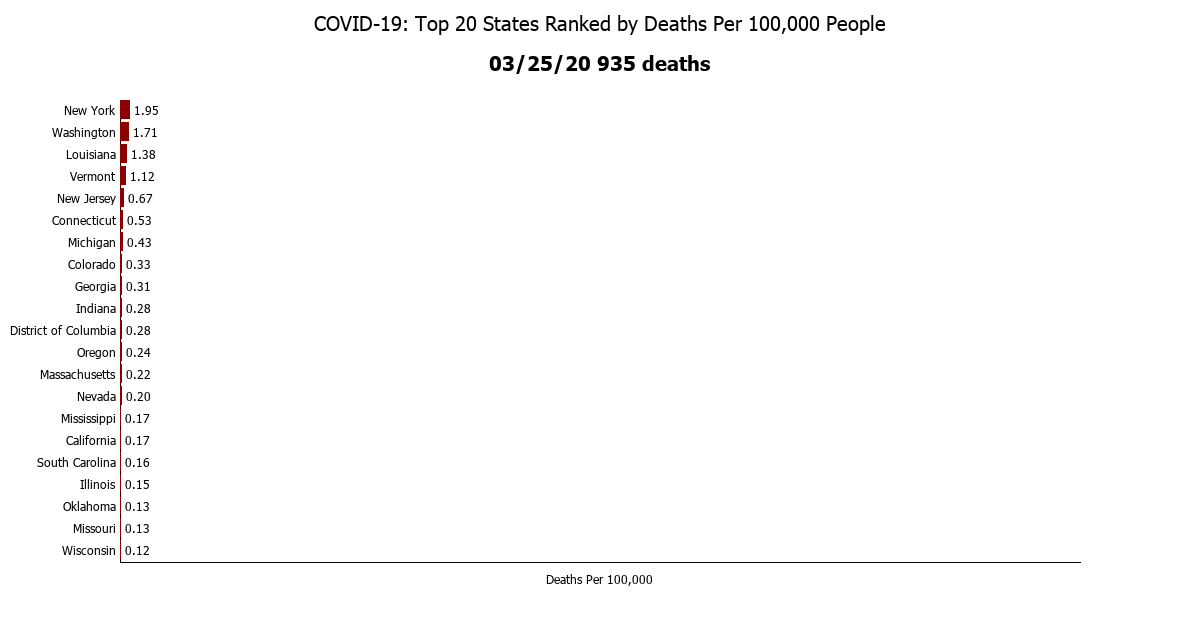 COVID-19: Top 20 States Ranked by Deaths Per 100,000 People
03/25/20 935 deaths
New York 1.95
Washington 1.71
Louisiana 1.38
Vermont 1.12
New Jersey 0.67
Connecticut 0.53
Michigan 0.43
Colorado 0.33
Georgia 0.31
Indiana 0.28
District of Columbia 0.28
Oregon 0.24
Massachusetts 0.22
Nevada 0.20
Mississippi 0.17
California 0.17
South Carolina 0.16
Illinois 0.15
Oklahoma 0.13
Missouri 0.13
Wisconsin 0.12
Deaths Per 100,000